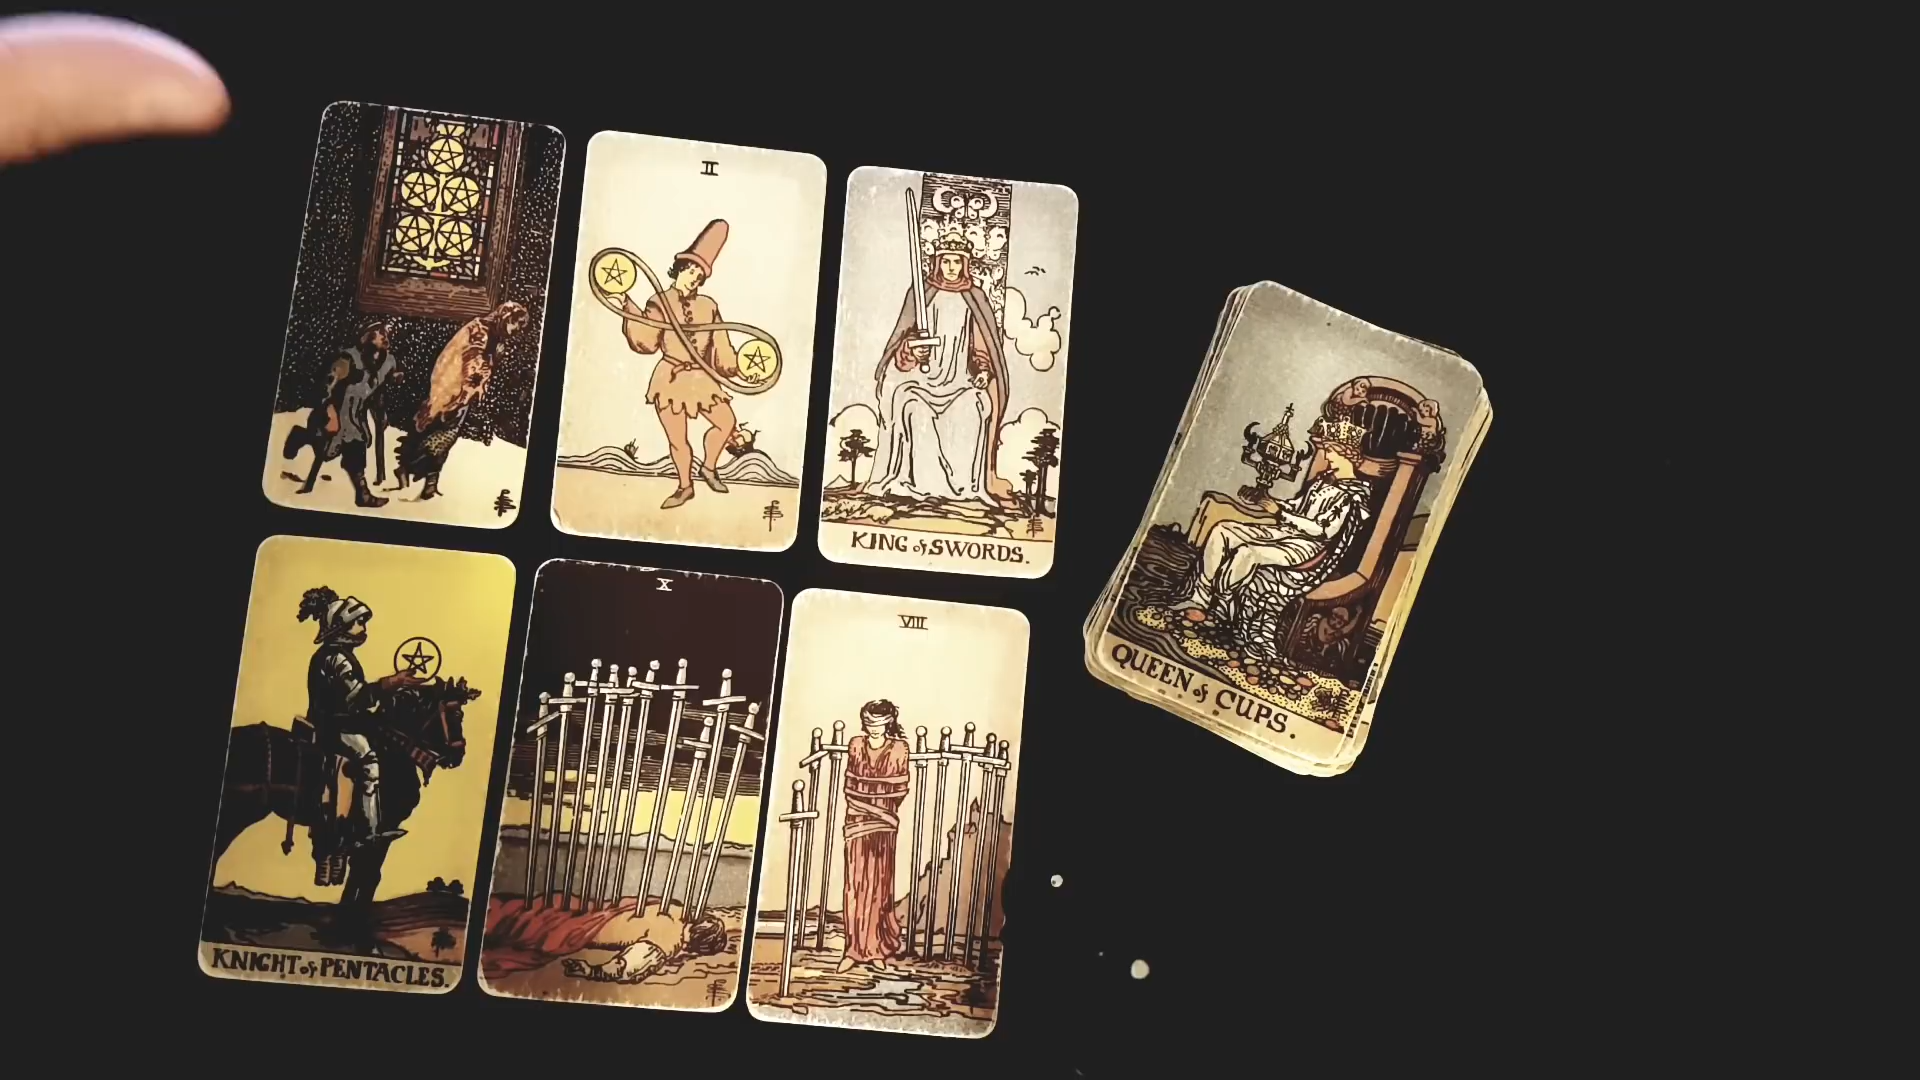 II
KING of SWORDS.
QUEEN of CUPS.
KNIGHT of PENTACLES.
X
VIII